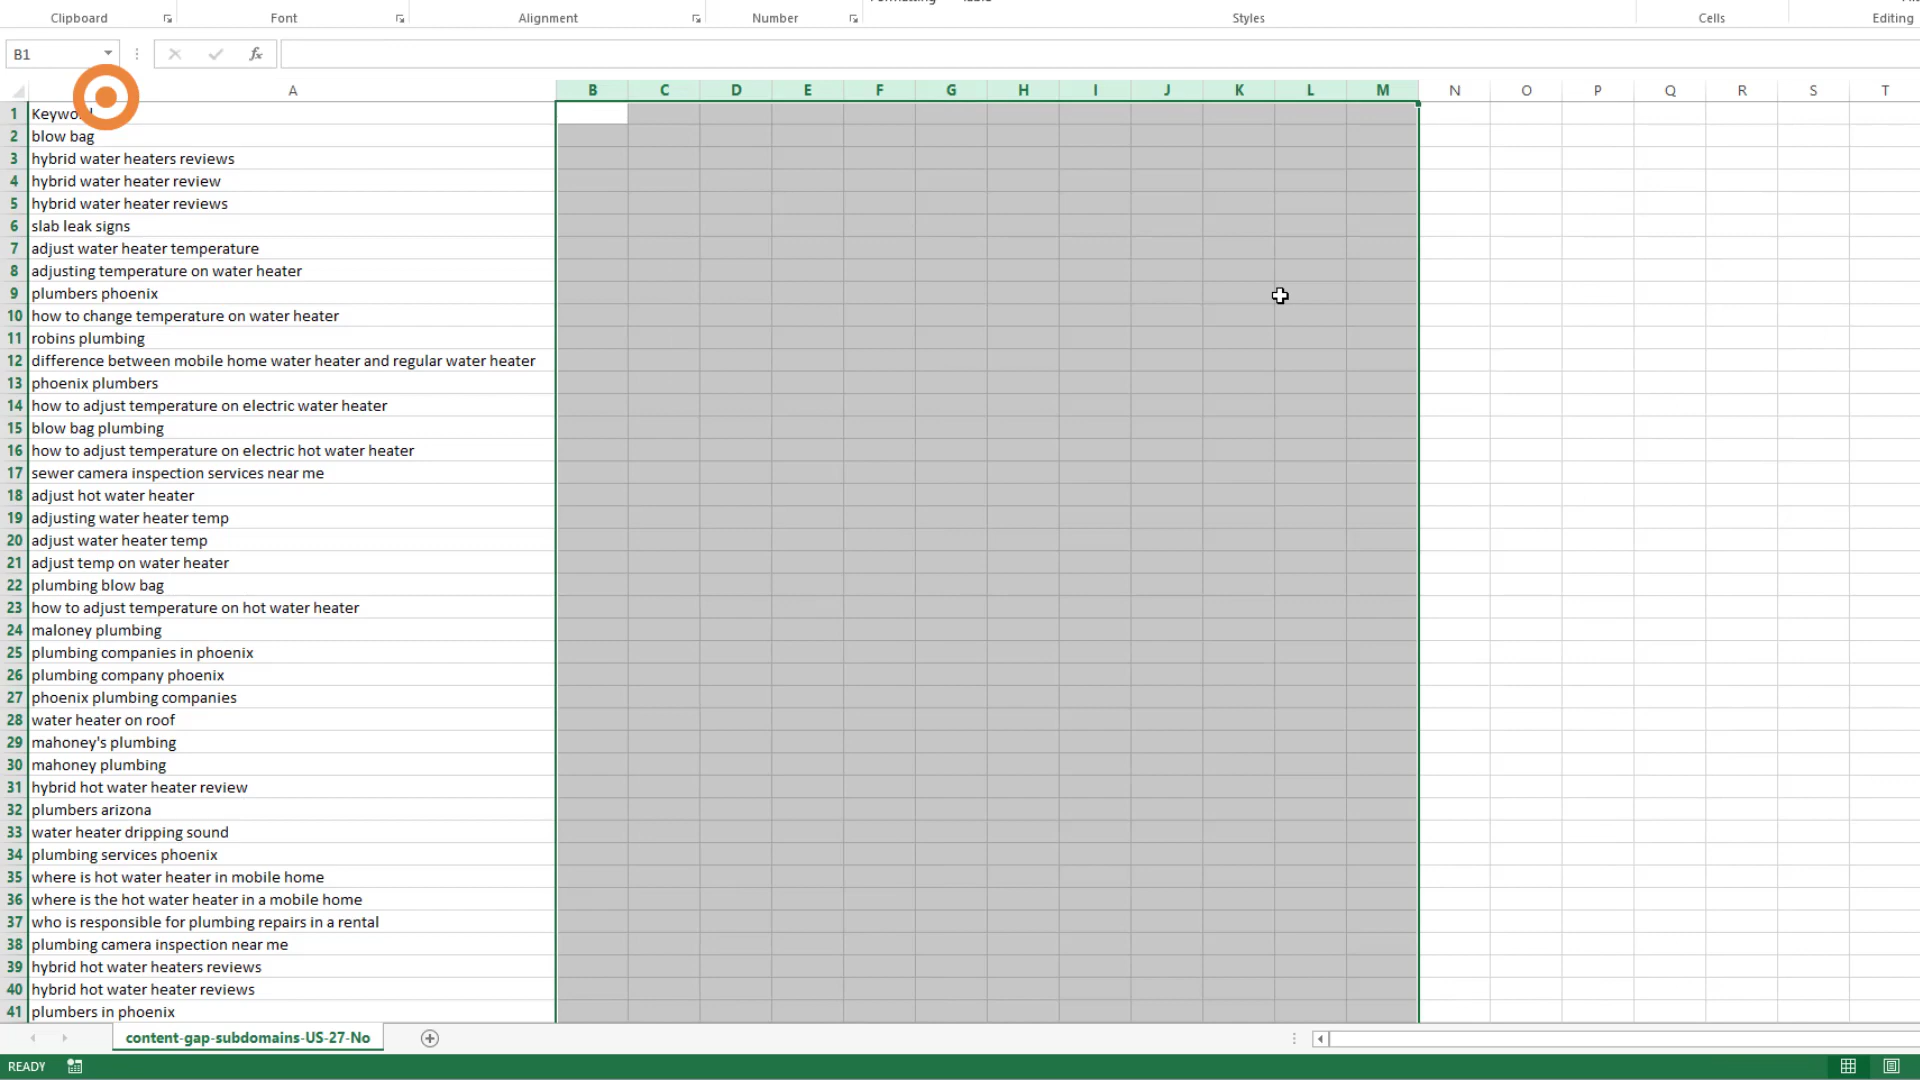 Clipboard Font Alignment Number Styles Cells Editing
B1 fx
A B C D E F G H I J K L M N O P Q R S T
1 Keywo
2 blow bag
3 hybrid water heaters reviews
4 hybrid water heater review
5 hybrid water heater reviews
6 slab leak signs
7 adjust water heater temperature
8 adjusting temperature on water heater
9 plumbers phoenix
10 how to change temperature on water heater
11 robins plumbing
12 difference between mobile home water heater and regular water heater
13 phoenix plumbers
14 how to adjust temperature on electric water heater
15 blow bag plumbing
16 how to adjust temperature on electric hot water heater
17 sewer camera inspection services near me
18 adjust hot water heater
19 adjusting water heater temp
20 adjust water heater temp
21 adjust temp on water heater
22 plumbing blow bag
23 how to adjust temperature on hot water heater
24 maloney plumbing
25 plumbing companies in phoenix
26 plumbing company phoenix
27 phoenix plumbing companies
28 water heater on roof
29 mahoney's plumbing
30 mahoney plumbing
31 hybrid hot water heater review
32 plumbers arizona
33 water heater dripping sound
34 plumbing services phoenix
35 where is hot water heater in mobile home
36 where is the hot water heater in a mobile home
37 who is responsible for plumbing repairs in a rental
38 plumbing camera inspection near me
39 hybrid hot water heaters reviews
40 hybrid hot water heater reviews
41 plumbers in phoenix
content-gap-subdomains-US-27-No
READY